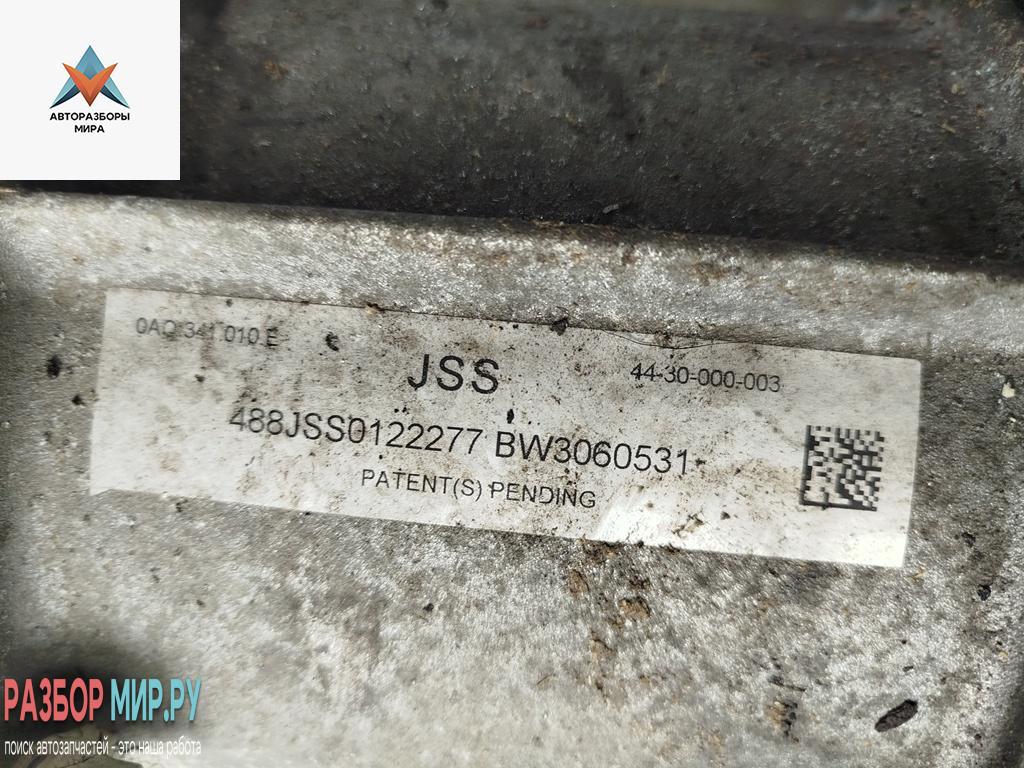 АВТОРАЗБОРЫ
МИРА
0AQ 341 010 E
JSS
44-30-000-003
488JSS0122277 BW3060531
PATENT(S) PENDING
РАЗБОР МИР.РУ
поиск автозапчастей - это наша работа